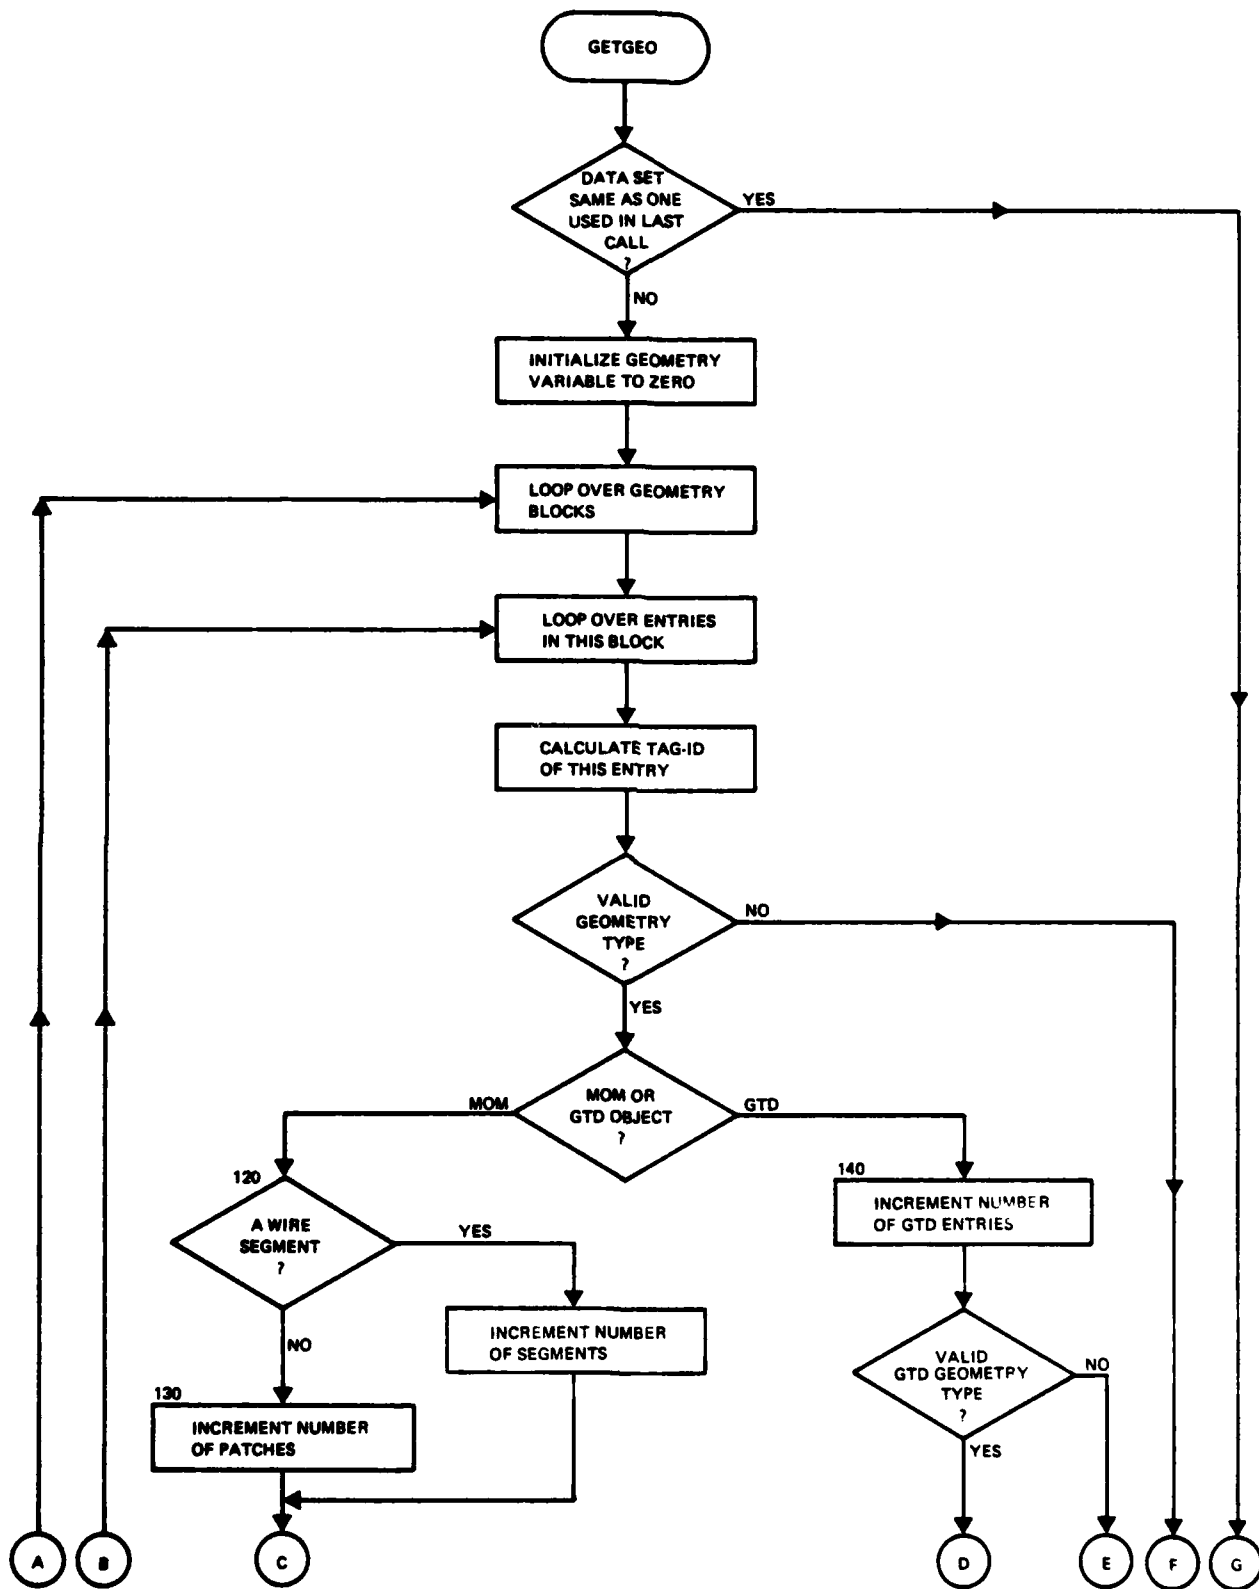 GETGEO
DATA SET
SAME AS ONE
USED IN LAST
CALL
?
YES
NO
INITIALIZE GEOMETRY
VARIABLE TO ZERO
LOOP OVER GEOMETRY
BLOCKS
LOOP OVER ENTRIES
IN THIS BLOCK
CALCULATE TAG-ID
OF THIS ENTRY
VALID
GEOMETRY
TYPE
?
NO
YES
MOM OR
GTD OBJECT
?
MOM
GTD
120
A WIRE
SEGMENT
?
YES
NO
INCREMENT NUMBER
OF SEGMENTS
130
INCREMENT NUMBER
OF PATCHES
140
INCREMENT NUMBER
OF GTD ENTRIES
VALID
GTD GEOMETRY
TYPE
?
NO
YES
A
B
C
D
E
F
G